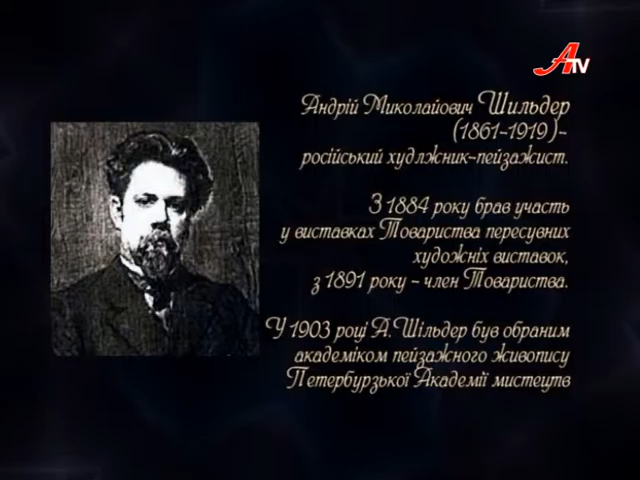 ATV
Андрій Миколайович Шильдер
(1861-1919)-
російський худлжник-пейзажист.
З 1884 року брав участь
у виставках Товариства пересувних
художніх виставок,
з 1891 року - член Товариства.
У 1903 році А. Шільдер був обраним
академіком пейзажного живопису
Петербурзької Академії мистецтв